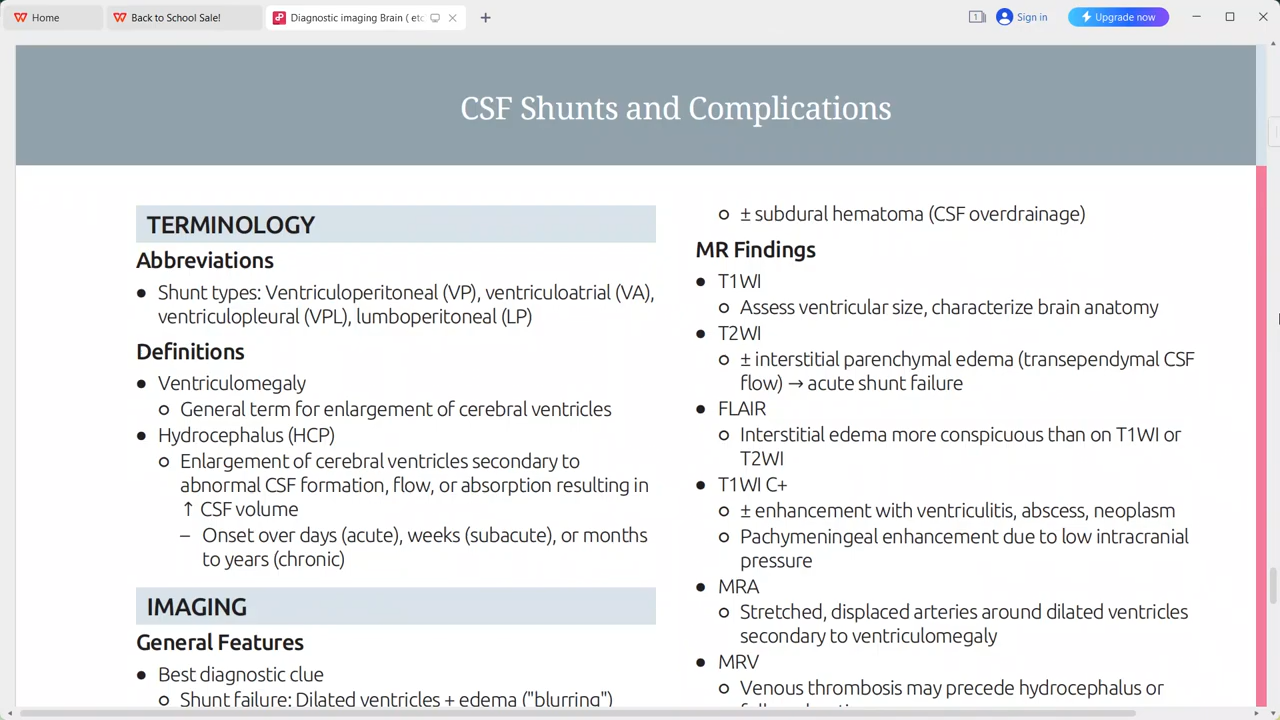 Home
Back to School Sale!
Diagnostic imaging Brain ( etc
1
Sign in
Upgrade now
CSF Shunts and Complications
TERMINOLOGY
Abbreviations
● Shunt types: Ventriculoperitoneal (VP), ventriculoatrial (VA),
ventriculopleural (VPL), lumboperitoneal (LP)
Definitions
● Ventriculomegaly
○ General term for enlargement of cerebral ventricles
● Hydrocephalus (HCP)
○ Enlargement of cerebral ventricles secondary to
abnormal CSF formation, flow, or absorption resulting in
↑ CSF volume
– Onset over days (acute), weeks (subacute), or months
to years (chronic)
IMAGING
General Features
● Best diagnostic clue
○ Shunt failure: Dilated ventricles + edema ("blurring")
○ ± subdural hematoma (CSF overdrainage)
MR Findings
● T1WI
○ Assess ventricular size, characterize brain anatomy
● T2WI
○ ± interstitial parenchymal edema (transependymal CSF
flow) → acute shunt failure
● FLAIR
○ Interstitial edema more conspicuous than on T1WI or
T2WI
● T1WI C+
○ ± enhancement with ventriculitis, abscess, neoplasm
○ Pachymeningeal enhancement due to low intracranial
pressure
● MRA
○ Stretched, displaced arteries around dilated ventricles
secondary to ventriculomegaly
● MRV
○ Venous thrombosis may precede hydrocephalus or